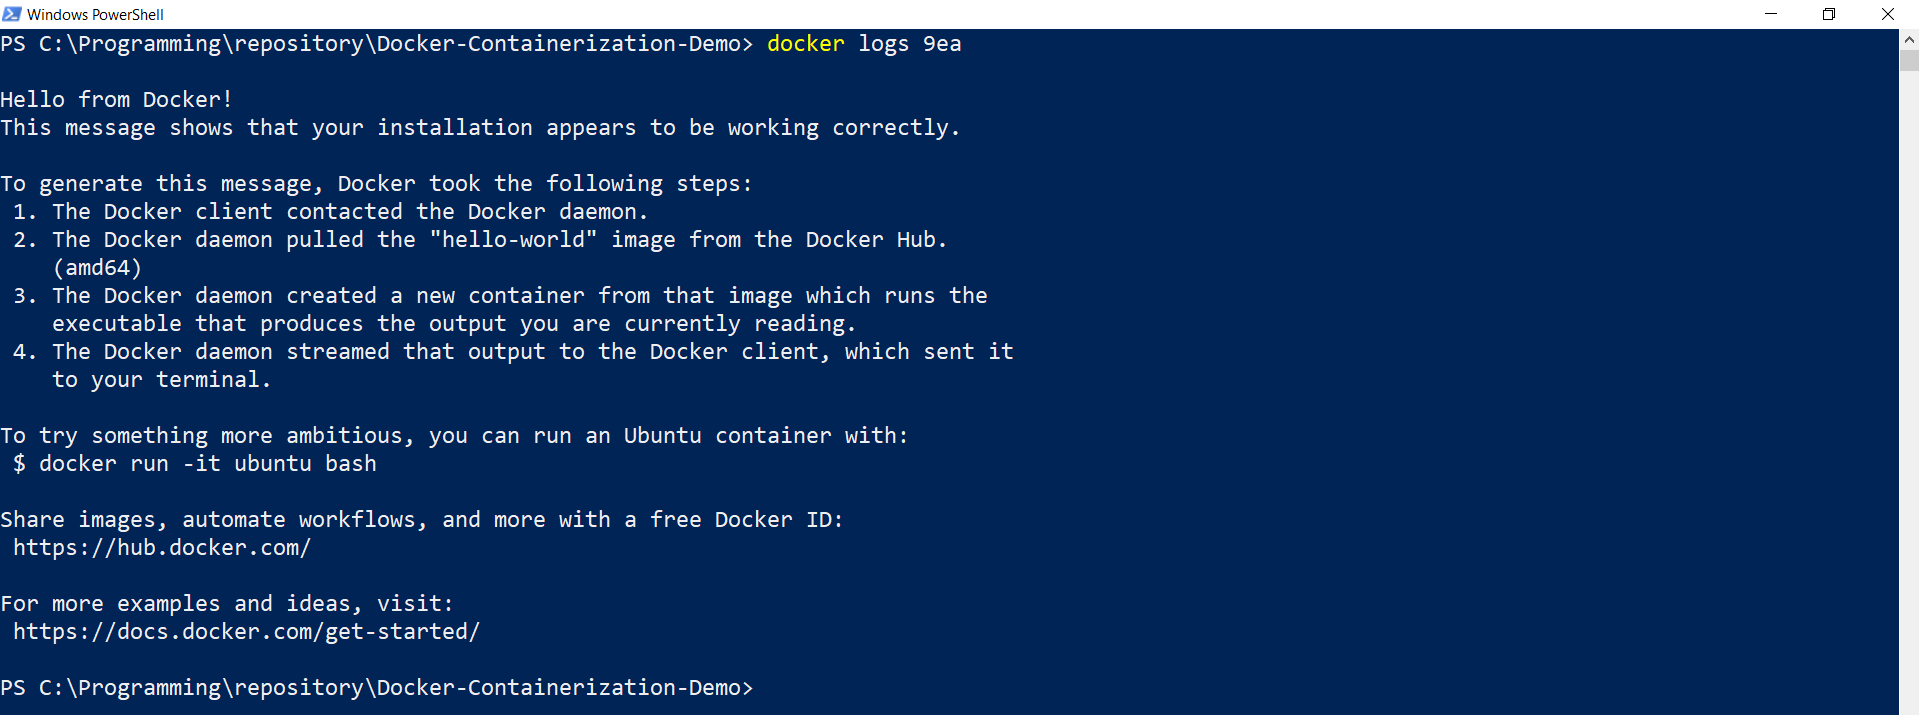 Windows PowerShell
PS C:\Programming\repository\Docker-Containerization-Demo> docker logs 9ea
Hello from Docker!
This message shows that your installation appears to be working correctly.
To generate this message, Docker took the following steps:
 1. The Docker client contacted the Docker daemon.
 2. The Docker daemon pulled the "hello-world" image from the Docker Hub.
    (amd64)
 3. The Docker daemon created a new container from that image which runs the
    executable that produces the output you are currently reading.
 4. The Docker daemon streamed that output to the Docker client, which sent it
    to your terminal.
To try something more ambitious, you can run an Ubuntu container with:
 $ docker run -it ubuntu bash
Share images, automate workflows, and more with a free Docker ID:
 https://hub.docker.com/
For more examples and ideas, visit:
 https://docs.docker.com/get-started/
PS C:\Programming\repository\Docker-Containerization-Demo>